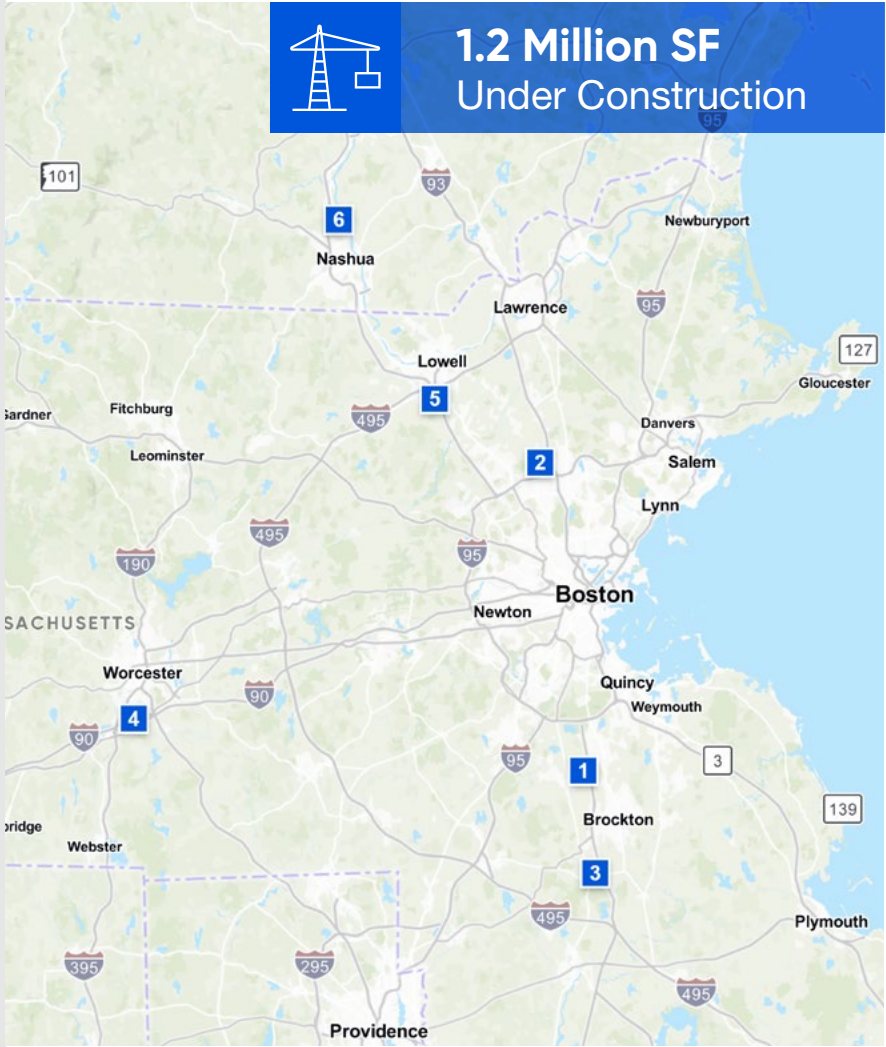 1.2 Million SF
Under Construction
95
101
93
6
Newburyport
Nashua
95
Lawrence
127
Lowell
Gloucester
5
495
Fitchburg
Gardner
Danvers
Leominster
2
Salem
Lynn
495
95
190
Boston
Newton
SACHUSETTS
Worcester
Quincy
90
Weymouth
4
90
95
3
1
139
Brockton
bridge
Webster
3
495
Plymouth
395
295
495
Providence